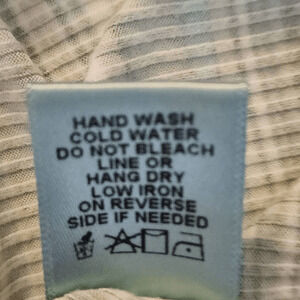 HAND WASH
COLD WATER
DO NOT BLEACH
LINE OR
HANG DRY
LOW IRON
ON REVERSE
SIDE IF NEEDED